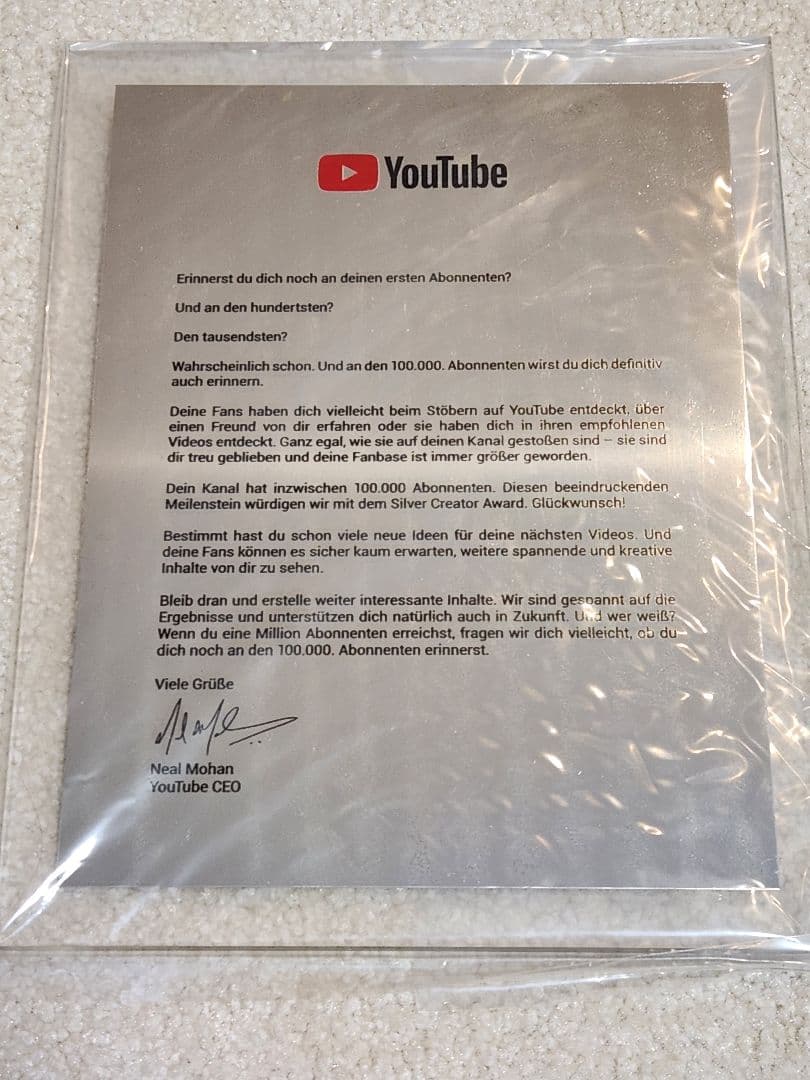 YouTube
Erinnerst du dich noch an deinen ersten Abonnenten?
Und an den hundertsten?
Den tausendsten?
Wahrscheinlich schon. Und an den 100.000. Abonnenten wirst du dich definitiv
auch erinnern.
Deine Fans haben dich vielleicht beim Stöbern auf YouTube entdeckt, über
einen Freund von dir erfahren oder sie haben dich in ihren empfohlenen
Videos entdeckt. Ganz egal, wie sie auf deinen Kanal gestoßen sind – sie sind
dir treu geblieben und deine Fanbase ist immer größer geworden.
Dein Kanal hat inzwischen 100.000 Abonnenten. Diesen beeindruckenden
Meilenstein würdigen wir mit dem Silver Creator Award. Glückwunsch!
Bestimmt hast du schon viele neue Ideen für deine nächsten Videos. Und
deine Fans können es sicher kaum erwarten, weitere spannende und kreative
Inhalte von dir zu sehen.
Bleib dran und erstelle weiter interessante Inhalte. Wir sind gespannt auf die
Ergebnisse und unterstützen dich natürlich auch in Zukunft. Und wer weiß?
Wenn du eine Million Abonnenten erreichst, fragen wir dich vielleicht, ob du
dich noch an den 100.000. Abonnenten erinnerst.
Viele Grüße
Neal Mohan
YouTube CEO